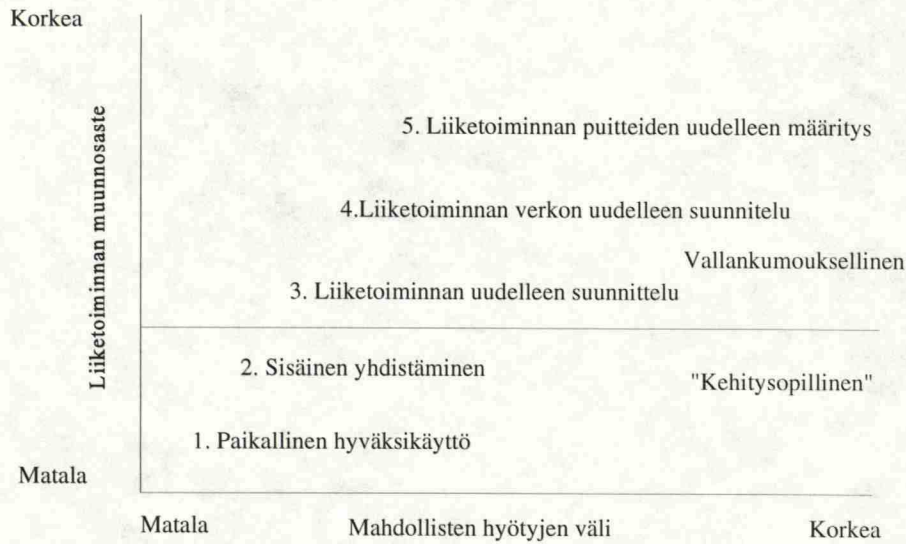 Korkea
Liiketoiminnan muunnosaste
5. Liiketoiminnan puitteiden uudelleen määritys
4.Liiketoiminnan verkon uudelleen suunnitelu
Vallankumouksellinen
3. Liiketoiminnan uudelleen suunnittelu
2. Sisäinen yhdistäminen
"Kehitysopillinen"
1. Paikallinen hyväksikäyttö
Matala
Matala Mahdollisten hyötyjen väli Korkea